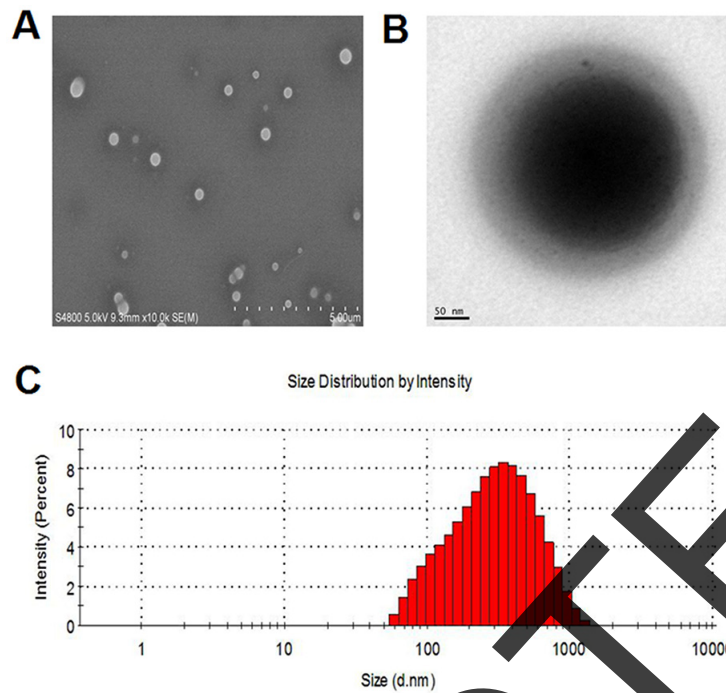 A
B
S4800 5.0kV 9.3mm x10.0k SE(M)
5.00um
50 nm
C
Size Distribution by Intensity
Intensity (Percent)
10
8
6
4
2
0
1
10
100
1000
10000
Size (d.nm)